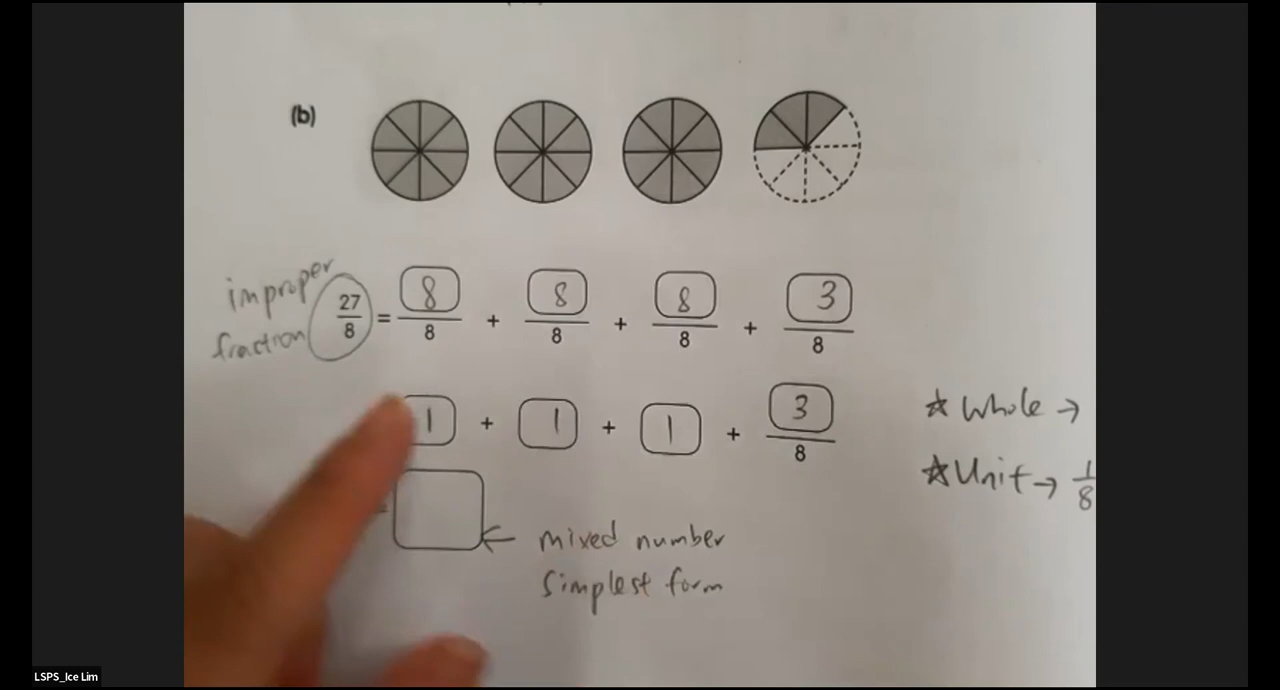 (b)
improper
fraction
27/8 = 8/8 + 8/8 + 8/8 + 3/8
1 + 1 + 1 + 3/8
=
mixed number
simplest form
☆ Whole →
☆ Unit → 1/8
LSPS_Ice Lim